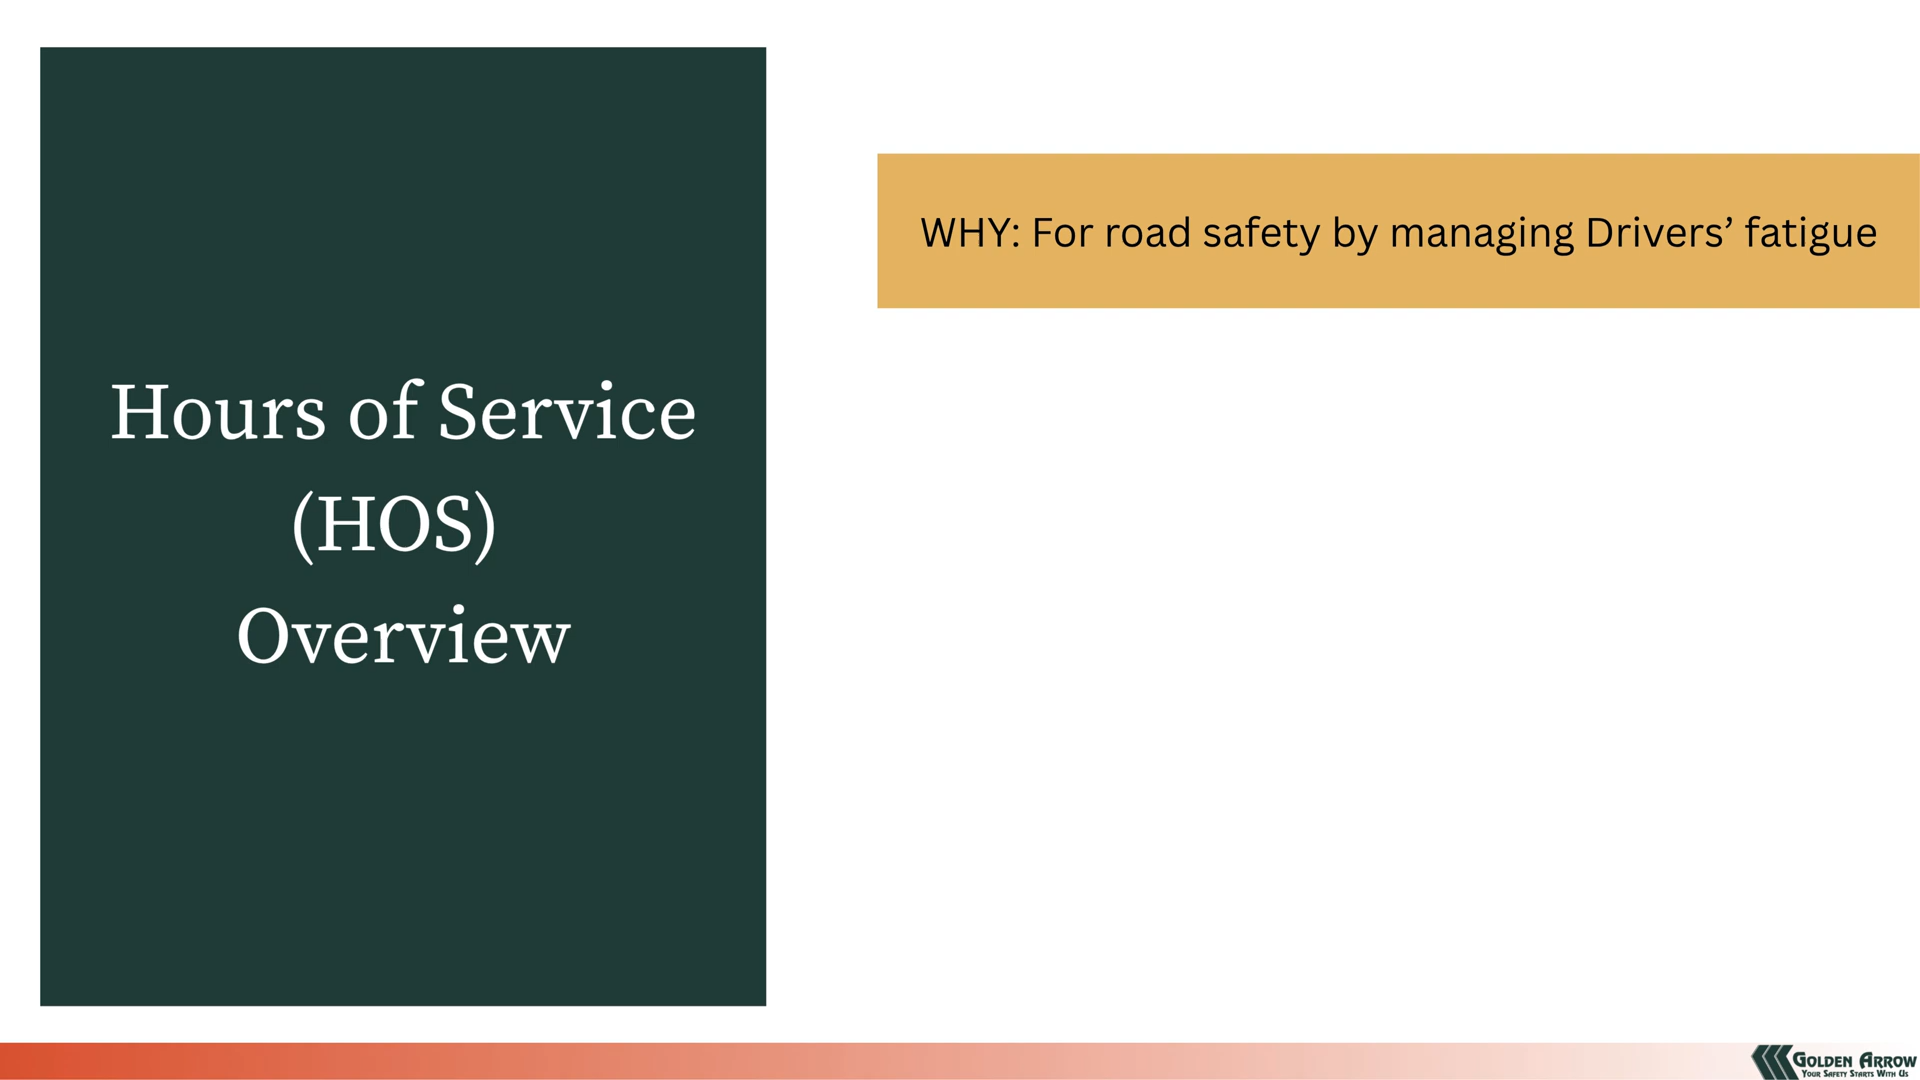 Hours of Service
(HOS)
Overview
WHY: For road safety by managing Drivers’ fatigue
GOLDEN ARROW
YOUR SAFETY STARTS WITH US